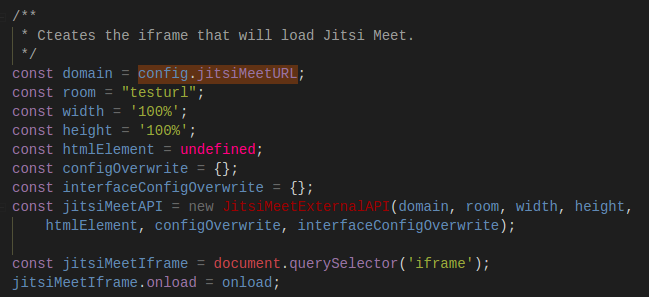 /**
 * Cteates the iframe that will load Jitsi Meet.
 */
const domain = config.jitsiMeetURL;
const room = "testurl";
const width = '100%';
const height = '100%';
const htmlElement = undefined;
const configOverwrite = {};
const interfaceConfigOverwrite = {};
const jitsiMeetAPI = new JitsiMeetExternalAPI(domain, room, width, height,
    htmlElement, configOverwrite, interfaceConfigOverwrite);
const jitsiMeetIframe = document.querySelector('iframe');
jitsiMeetIframe.onload = onload;